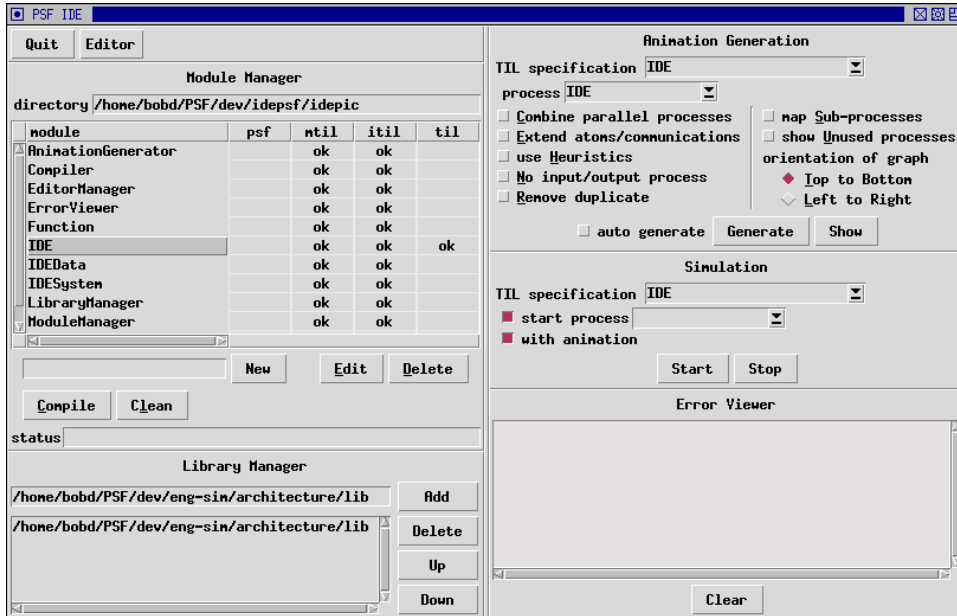 PSF IDE
Quit Editor
Module Manager
directory /home/bobd/PSF/dev/idepsf/idepic
module psf mtil itil til
AnimationGenerator ok ok
Compiler ok ok
EditorManager ok ok
ErrorViewer ok ok
Function ok ok
IDE ok ok ok
IDEData ok ok
IDESystem ok ok
LibraryManager ok ok
ModuleManager ok ok
New Edit Delete
Compile Clean
status
Library Manager
/home/bobd/PSF/dev/eng-sim/architecture/lib Add
/home/bobd/PSF/dev/eng-sim/architecture/lib
Delete
Up
Down
Animation Generation
TIL specification IDE
process IDE
Combine parallel processes
Extend atoms/communications
use Heuristics
No input/output process
Remove duplicate
map Sub-processes
show Unused processes
orientation of graph
Top to Bottom
Left to Right
auto generate Generate Show
Simulation
TIL specification IDE
start process
with animation
Start Stop
Error Viewer
Clear